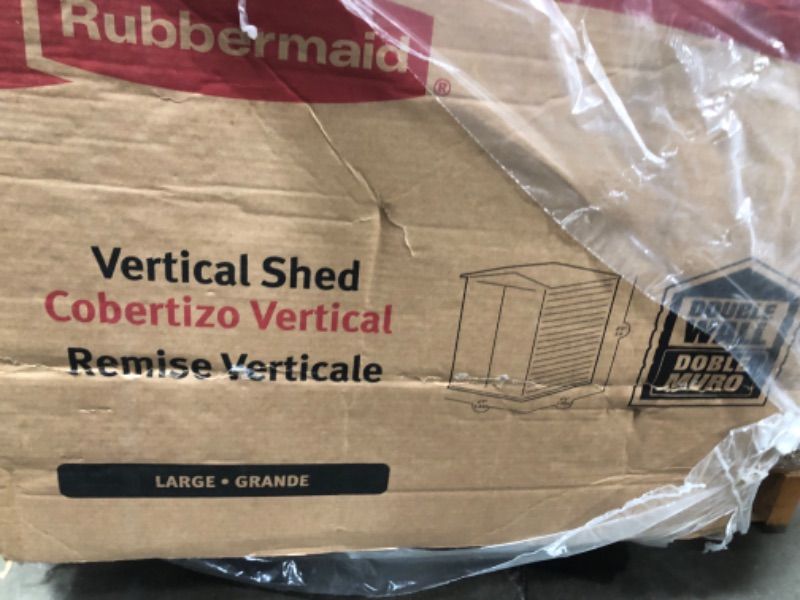 Rubbermaid®
Vertical Shed
Cobertizo Vertical
Remise Verticale
DOUBLE
WALL
DOBLE
MURO
LARGE • GRANDE